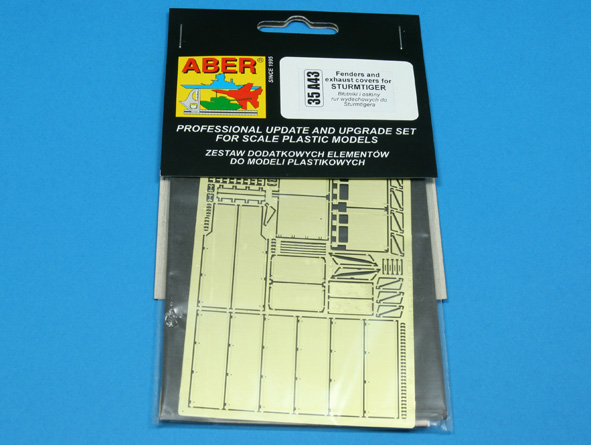 ABER®
SINCE 1995
35 A43
Fenders and
exhaust covers for
STURMTIGER
Błotniki i osłony
rur wydechowych do
Sturmtigera
PROFESSIONAL UPDATE AND UPGRADE SET
FOR SCALE PLASTIC MODELS
ZESTAW DODATKOWYCH ELEMENTÓW
DO MODELI PLASTIKOWYCH